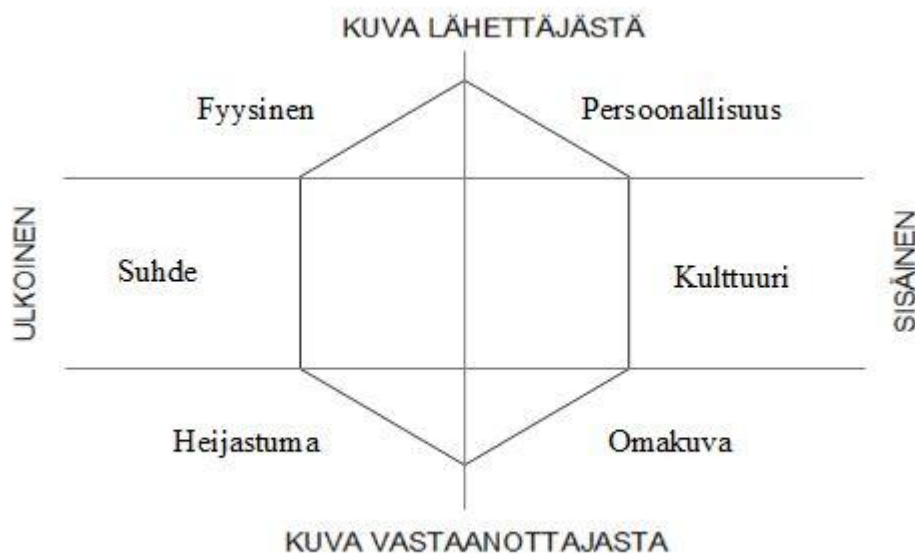 KUVA LÄHETTÄJÄSTÄ
Fyysinen
Persoonallisuus
ULKOINEN
Suhde
Kulttuuri
SISÄINEN
Heijastuma
Omakuva
KUVA VASTAANOTTAJASTA